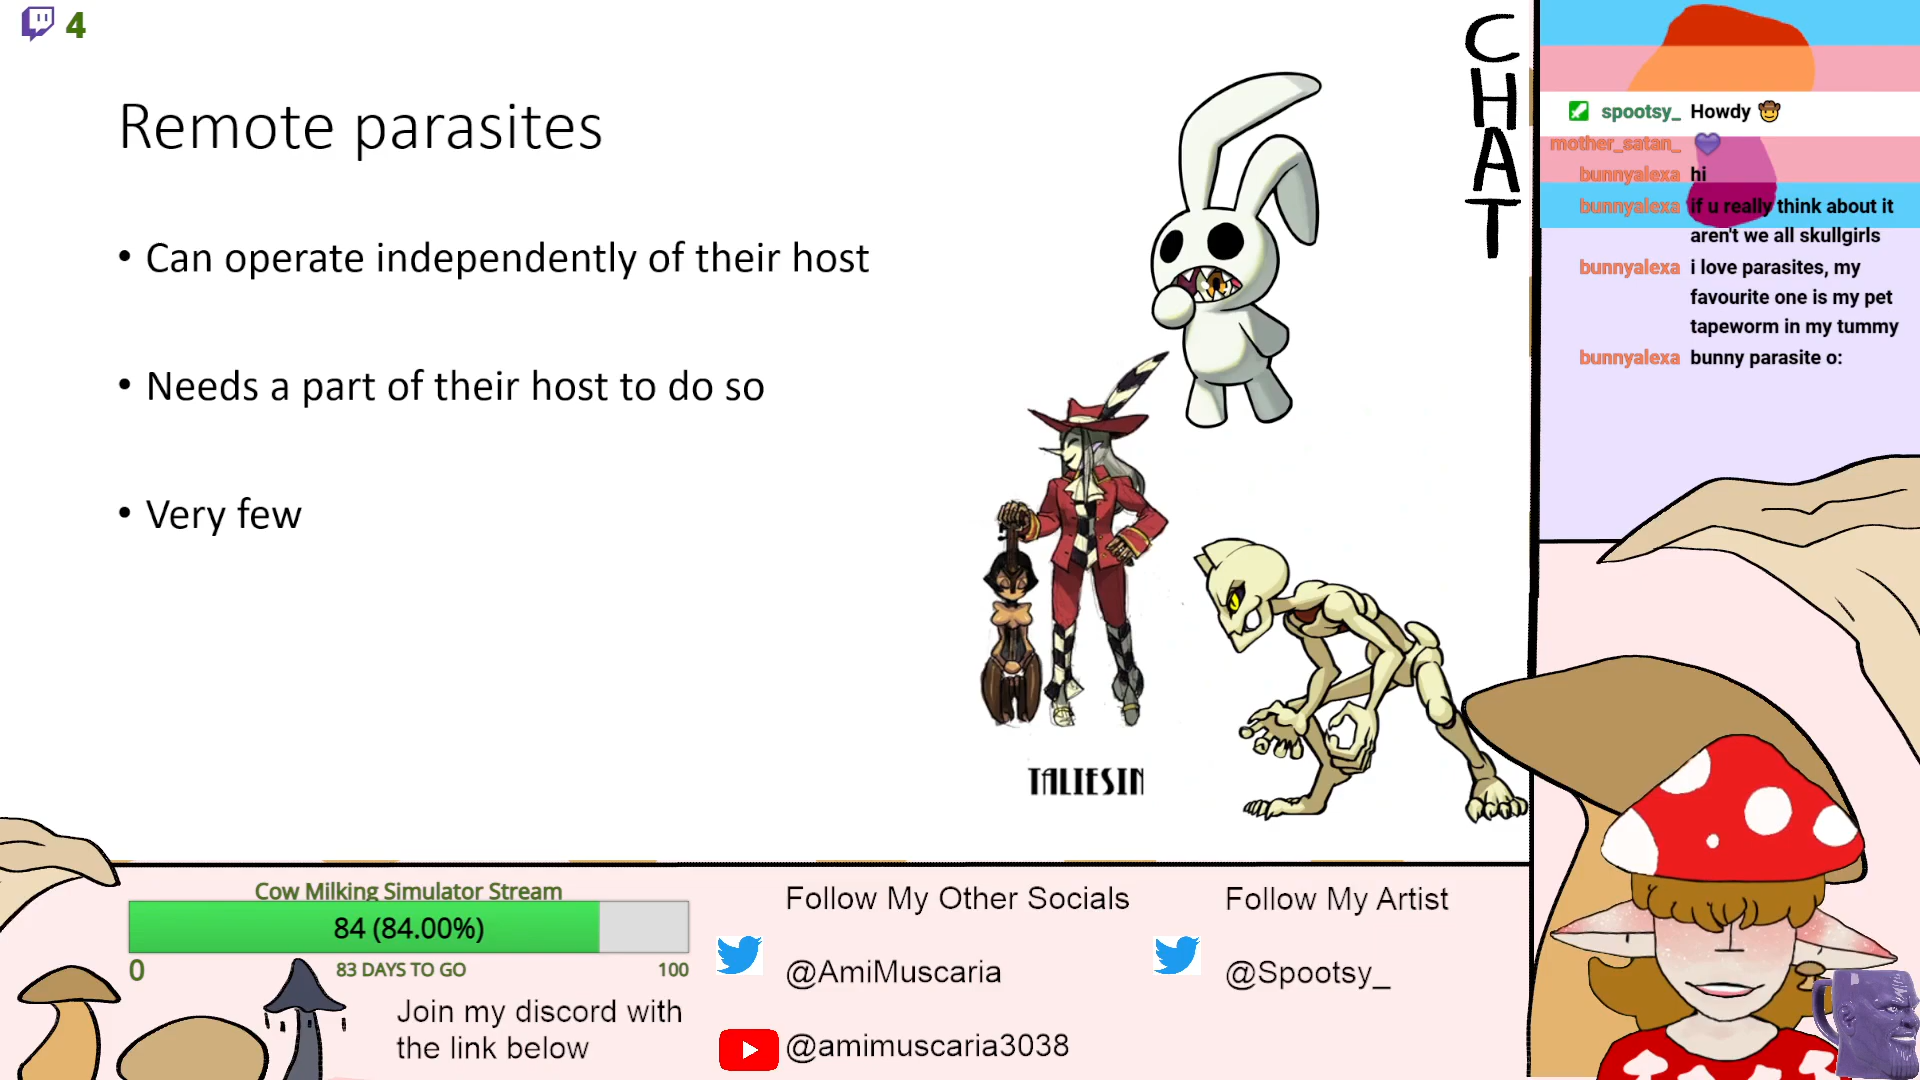 4
Remote parasites
• Can operate independently of their host
• Needs a part of their host to do so
• Very few
TALIESIN
CHAT
spootsy_ Howdy 🤠
mother_satan_ 💜
bunnyalexa hi
bunnyalexa if u really think about it
aren't we all skullgirls
bunnyalexa i love parasites, my
favourite one is my pet
tapeworm in my tummy
bunnyalexa bunny parasite o:
Cow Milking Simulator Stream
84 (84.00%)
0 83 DAYS TO GO 100
Join my discord with
the link below
Follow My Other Socials
@AmiMuscaria
@amimuscaria3038
Follow My Artist
@Spootsy_